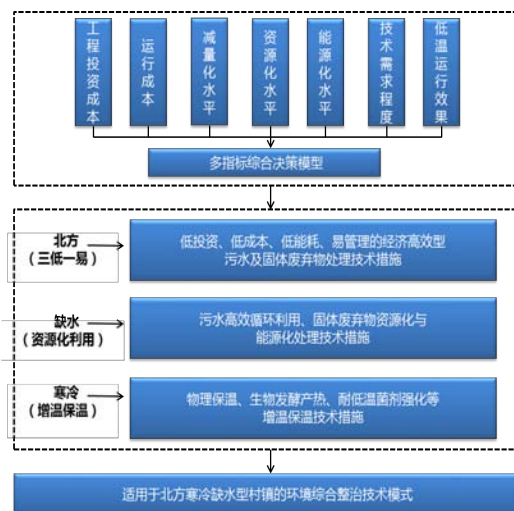 工程投资成本
运行成本
减量化水平
资源化水平
能源化水平
技术需求程度
低温运行效果
多指标综合决策模型
北方
（三低一易）
低投资、低成本、低能耗、易管理的经济高效型
污水及固体废弃物处理技术措施
缺水
（资源化利用）
污水高效循环利用、固体废弃物资源化与
能源化处理技术措施
寒冷
（增温保温）
物理保温、生物发酵产热、耐低温菌剂强化等
增温保温技术措施
适用于北方寒冷缺水型村镇的环境综合整治技术模式